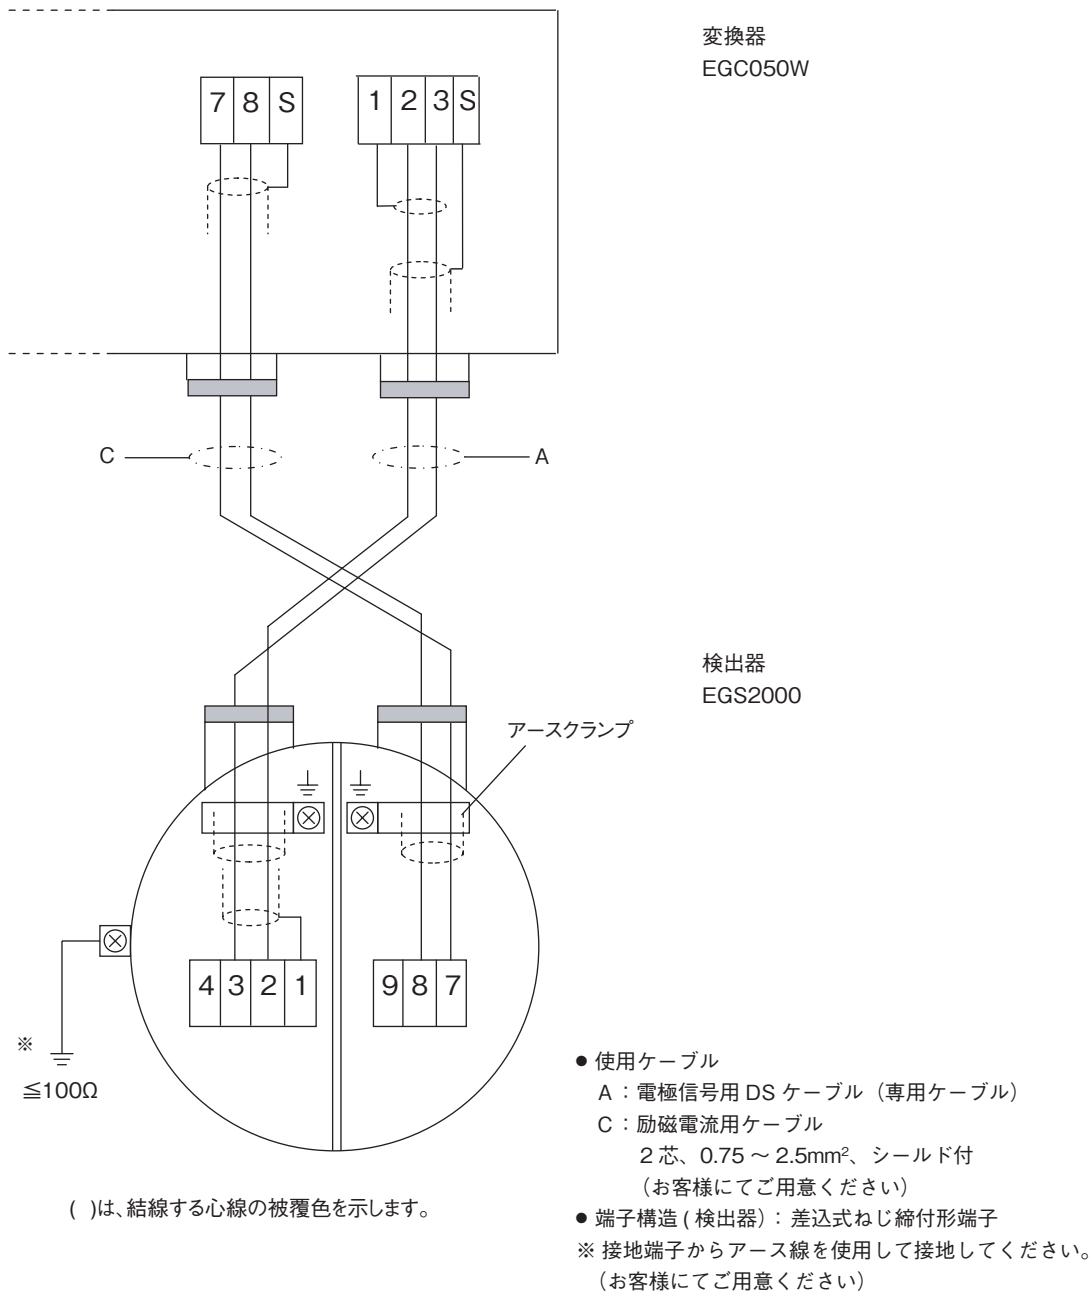 変換器
EGC050W
7 8 S
1 2 3 S
C
A
検出器
EGS2000
アースクランプ
4 3 2 1
9 8 7
※
≦100Ω
● 使用ケーブル
A：電極信号用 DS ケーブル（専用ケーブル）
C：励磁電流用ケーブル
2 芯、0.75 ～ 2.5mm²、シールド付
（お客様にてご用意ください）
( )は、結線する心線の被覆色を示します。
● 端子構造 ( 検出器)：差込式ねじ締付形端子
※ 接地端子からアース線を使用して接地してください。
（お客様にてご用意ください）